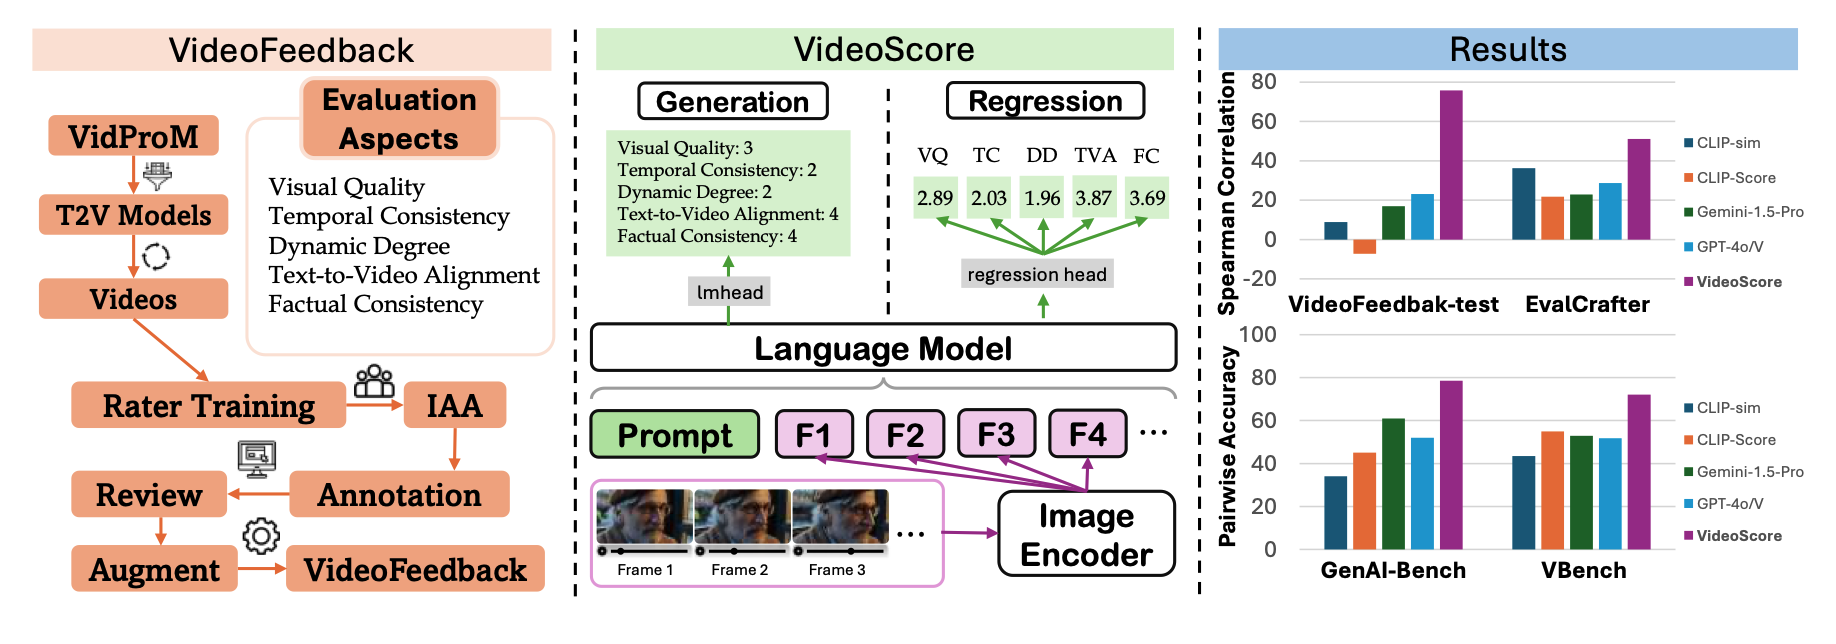 VideoFeedback
Evaluation
Aspects
VidProM
T2V Models
Videos
Visual Quality
Temporal Consistency
Dynamic Degree
Text-to-Video Alignment
Factual Consistency
Rater Training
IAA
Review
Annotation
Augment
VideoFeedback
VideoScore
Generation
Visual Quality: 3
Temporal Consistency: 2
Dynamic Degree: 2
Text-to-Video Alignment: 4
Factual Consistency: 4
lmhead
Regression
VQ TC DD TVA FC
2.89 2.03 1.96 3.87 3.69
regression head
Language Model
Prompt F1 F2 F3 F4 ...
Frame 1 Frame 2 Frame 3 ...
Image
Encoder
Results
Spearman Correlation
80
60
40
20
0
-20
VideoFeedbak-test EvalCrafter
CLIP-sim
CLIP-Score
Gemini-1.5-Pro
GPT-4o/V
VideoScore
Pairwise Accuracy
100
80
60
40
20
0
GenAI-Bench VBench
CLIP-sim
CLIP-Score
Gemini-1.5-Pro
GPT-4o/V
VideoScore